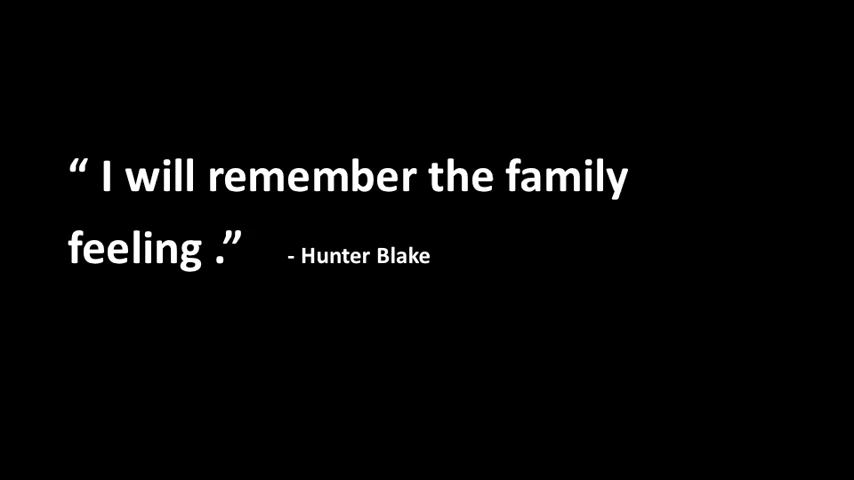 “ I will remember the family
feeling .” - Hunter Blake